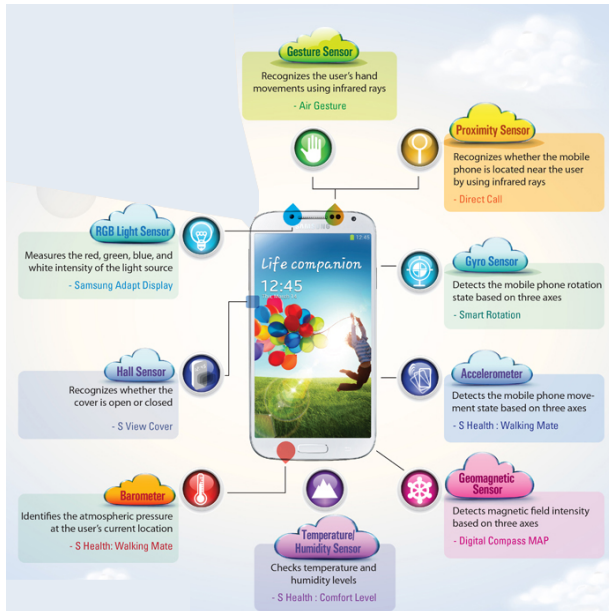 Gesture Sensor
Recognizes the user's hand
movements using infrared rays
- Air Gesture
Proximity Sensor
Recognizes whether the mobile
phone is located near the user
by using infrared rays
- Direct Call
RGB Light Sensor
Measures the red, green, blue, and
white intensity of the light source
- Samsung Adapt Display
12:45
Life companion
12:45
Gyro Sensor
Detects the mobile phone rotation
state based on three axes
- Smart Rotation
Hall Sensor
Recognizes whether the
cover is open or closed
- S View Cover
Accelerometer
Detects the mobile phone move-
ment state based on three axes
- S Health : Walking Mate
Barometer
Identifies the atmospheric pressure
at the user's current location
- S Health: Walking Mate
Geomagnetic
Sensor
Detects magnetic field intensity
based on three axes
- Digital Compass MAP
Temperature/
Humidity Sensor
Checks temperature and
humidity levels
- S Health : Comfort Level